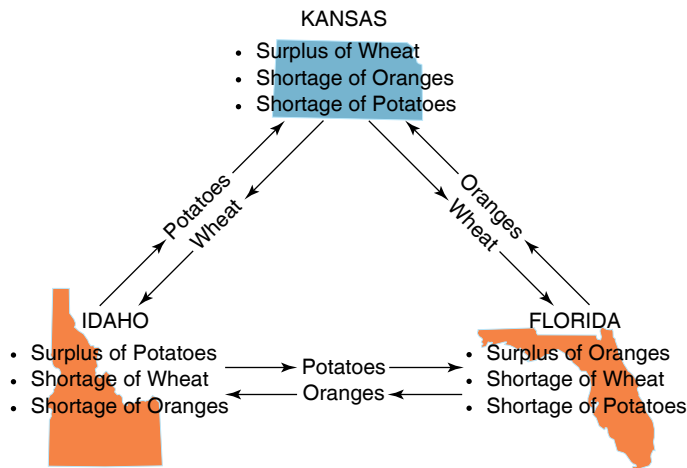 KANSAS
• Surplus of Wheat
• Shortage of Oranges
• Shortage of Potatoes
Potatoes
Wheat
Oranges
Wheat
IDAHO
• Surplus of Potatoes
• Shortage of Wheat
• Shortage of Oranges
Potatoes
Oranges
FLORIDA
• Surplus of Oranges
• Shortage of Wheat
• Shortage of Potatoes